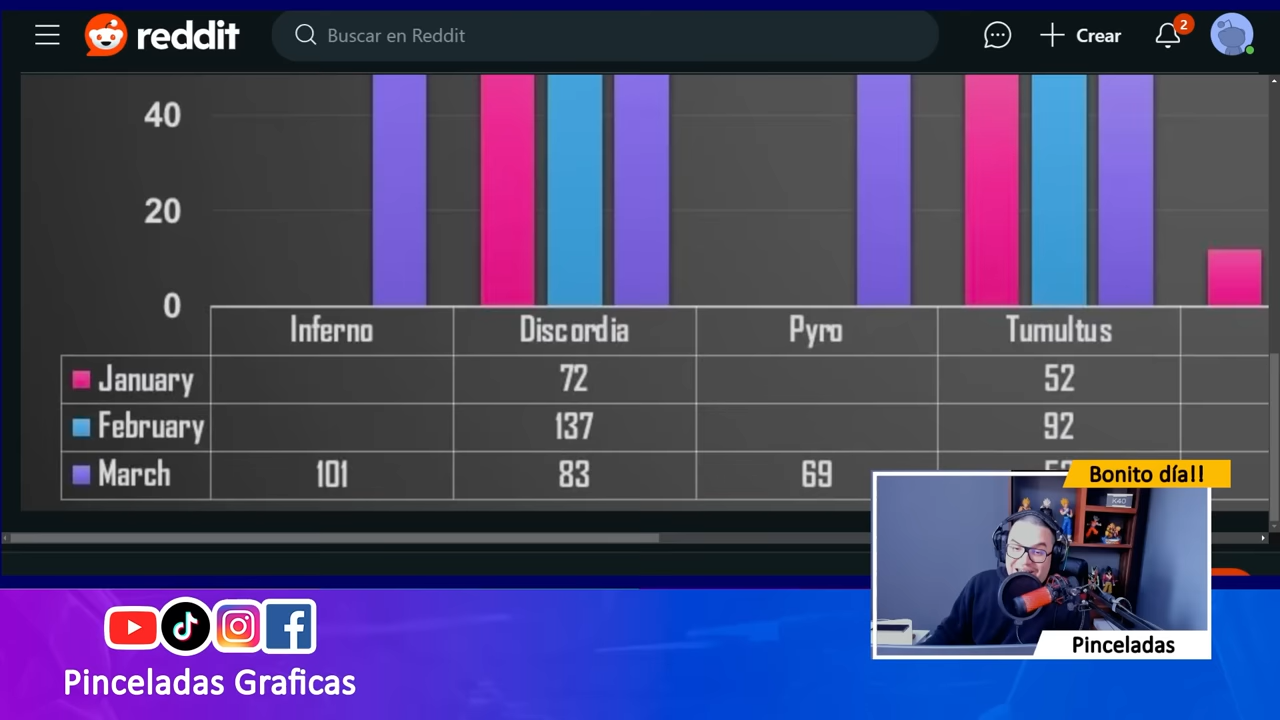 reddit
Buscar en Reddit
Crear
2
40
20
0
Inferno Discordia Pyro Tumultus
January 72 52
February 137 92
March 101 83 69
Bonito día!!
Pinceladas
Pinceladas Graficas